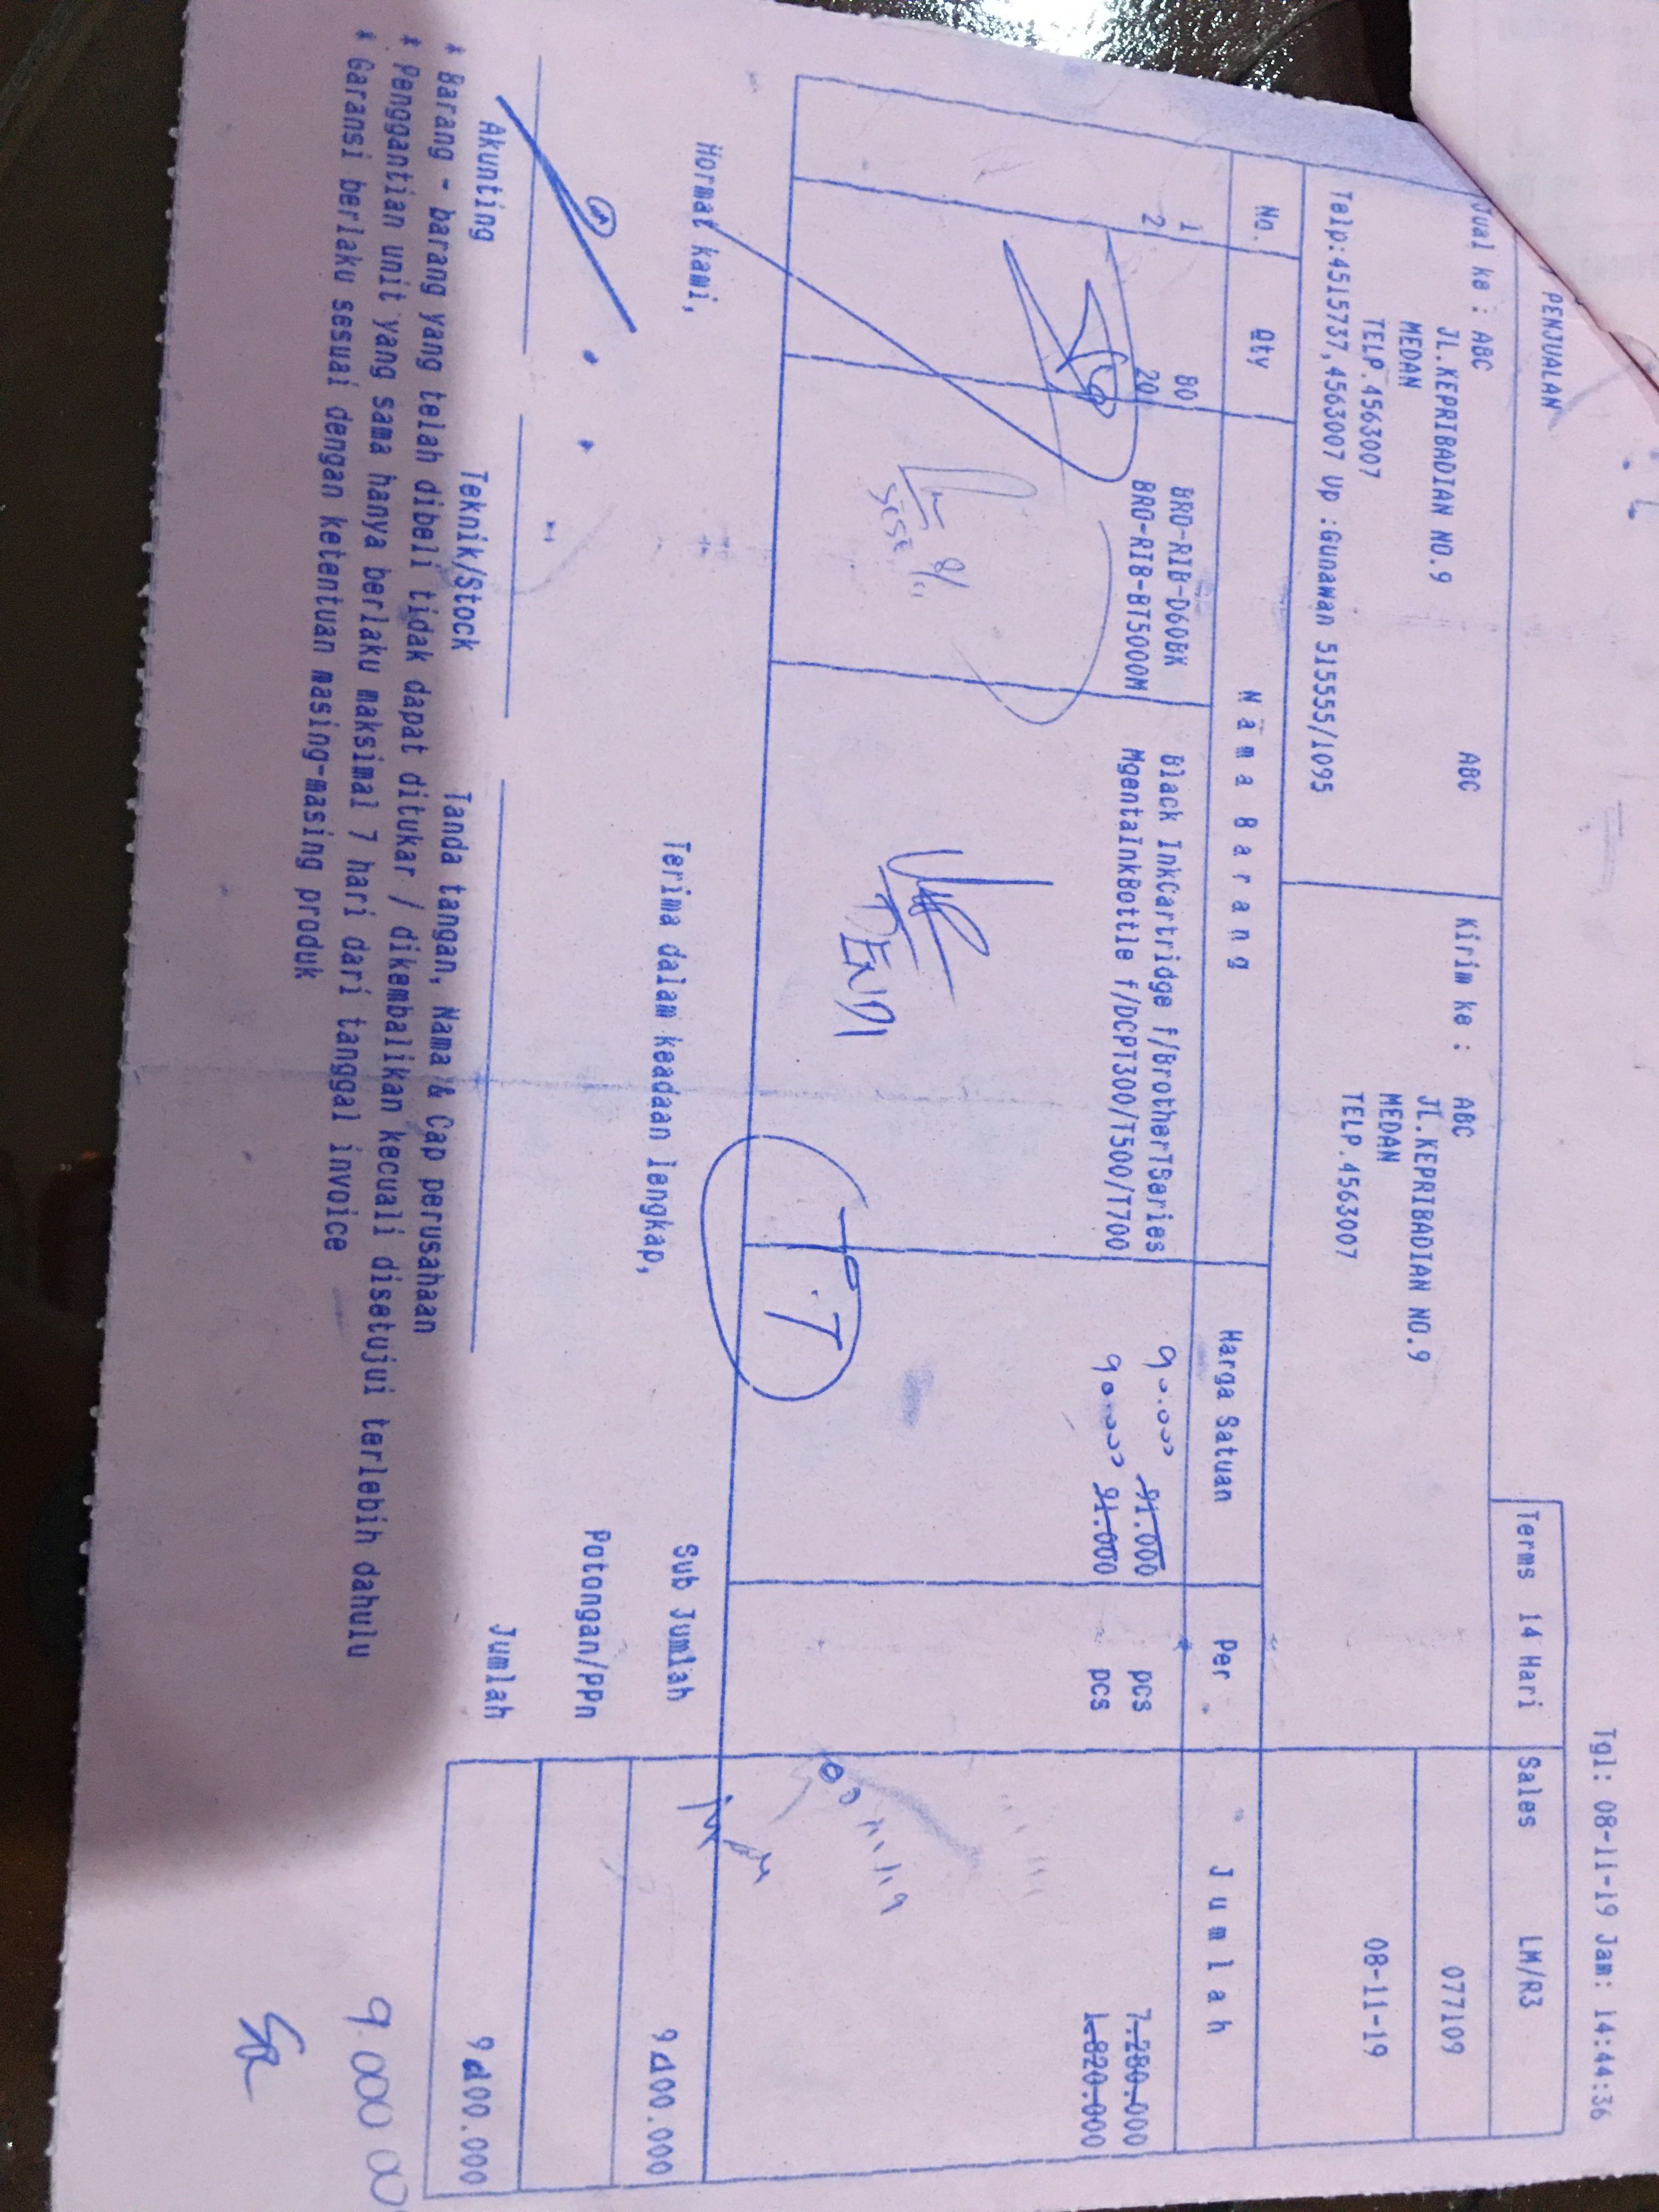 PENJUALAN
Tgl: 08-11-19 Jam: 14:44:36
Terms 14 Hari Sales LM/R3
Jual ke : ABC ABC Kirim ke : ABC 077109
JL.KEPRIBADIAN NO.9 JL.KEPRIBADIAN NO.9
MEDAN MEDAN 08-11-19
TELP.4563007 TELP.4563007
Telp:4515737,4563007 Up :Gunawan 515555/1095
No. Qty Nama Barang Harga Satuan Per Jumlah
1 80 BRO-RIB-D60BK Black InkCartridge f/BrotherTSeries 90.000 91.000 pcs 7.280.000
2 20 BRO-RIB-BT5000M MgentaInkBottle f/DCPT300/T500/T700 90.000 91.000 pcs 1.820.000
T.T
Hormat kami, Terima dalam keadaan lengkap, Sub Jumlah
Potongan/PPn
Akunting Teknik/Stock Tanda tangan, Nama & Cap perusahaan Jumlah
* Barang - barang yang telah dibeli tidak dapat ditukar / dikembalikan kecuali disetujui terlebih dahulu
* Penggantian unit yang sama hanya berlaku maksimal 7 hari dari tanggal invoice
* Garansi berlaku sesuai dengan ketentuan masing-masing produk
9.000.00